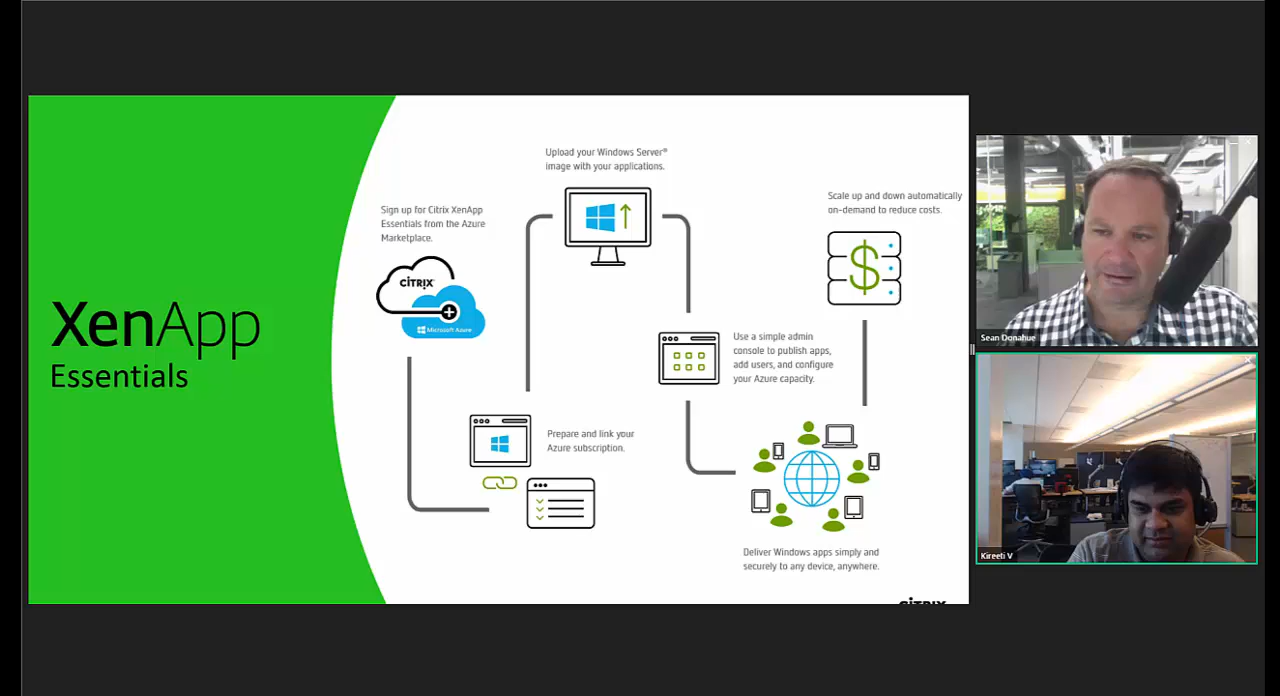 XenApp
Essentials
Sign up for Citrix XenApp
Essentials from the Azure
Marketplace.
CITRIX
Microsoft Azure
Prepare and link your
Azure subscription.
Upload your Windows Server®
image with your applications.
Use a simple admin
console to publish apps,
add users, and configure
your Azure capacity.
Deliver Windows apps simply and
securely to any device, anywhere.
Scale up and down automatically
on-demand to reduce costs.
$
CITRIX
Sean Donahue
Kireeti V